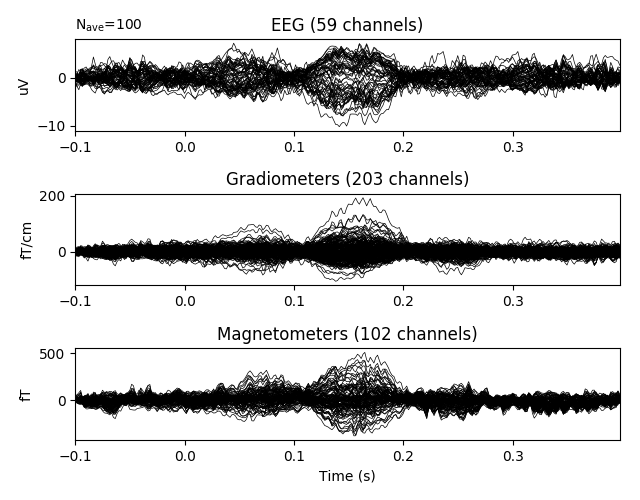 N_ave=100
EEG (59 channels)
uV
0
−10
−0.1 0.0 0.1 0.2 0.3
Gradiometers (203 channels)
fT/cm
200
0
−0.1 0.0 0.1 0.2 0.3
Magnetometers (102 channels)
fT
500
0
−0.1 0.0 0.1 0.2 0.3
Time (s)